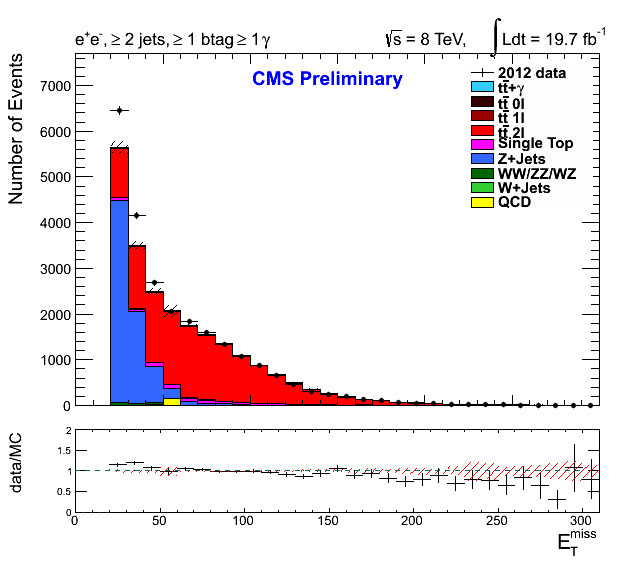 e⁺e⁻, ≥ 2 jets, ≥ 1 btag ≥ 1γ
√s = 8 TeV, ∫ Ldt = 19.7 fb⁻¹
CMS Preliminary
2012 data
tt̄+γ
tt̄ 0l
tt̄ 1l
tt̄ 2l
Single Top
Z+Jets
WW/ZZ/WZ
W+Jets
QCD
Number of Events
7000
6000
5000
4000
3000
2000
1000
0
data/MC
2
1.5
1
0.5
0
0 50 100 150 200 250 300
E_T^miss